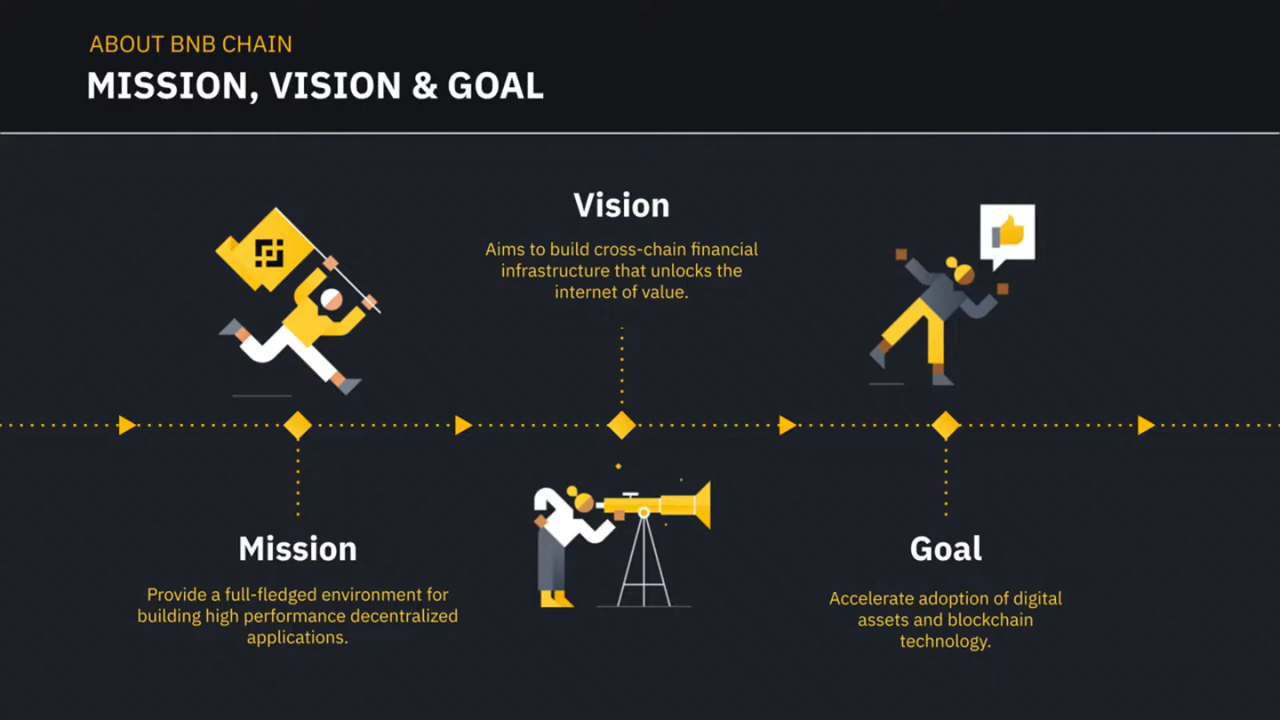 ABOUT BNB CHAIN
MISSION, VISION & GOAL
Vision
Aims to build cross-chain financial
infrastructure that unlocks the
internet of value.
Mission
Provide a full-fledged environment for
building high performance decentralized
applications.
Goal
Accelerate adoption of digital
assets and blockchain
technology.